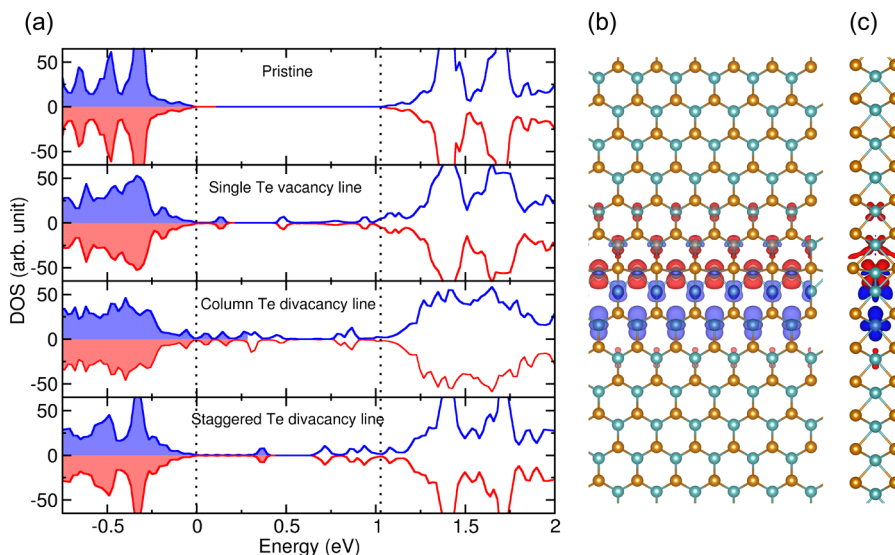 (a)
(b)
(c)
DOS (arb. unit)
50
0
-50
Pristine
50
0
-50
Single Te vacancy line
50
0
-50
Column Te divacancy line
50
0
-50
Staggered Te divacancy line
-0.5
0
0.5
1
1.5
2
Energy (eV)